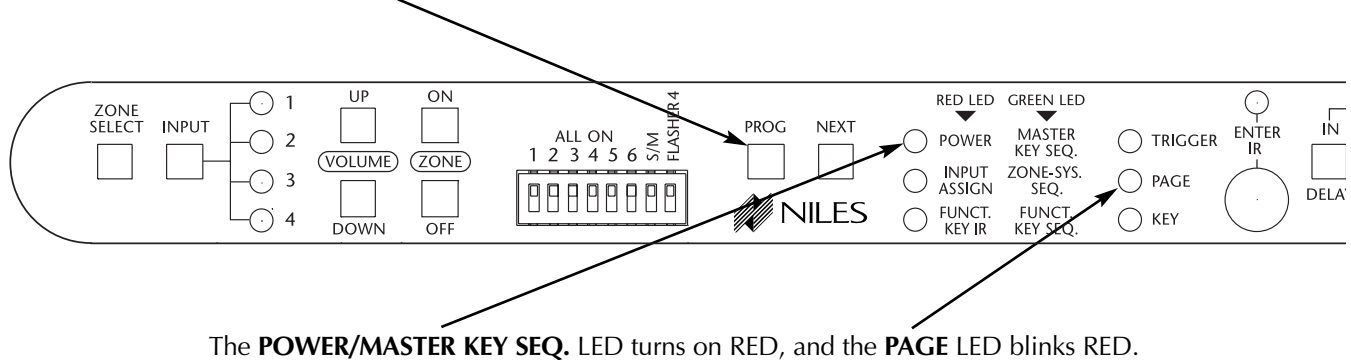 ZONE SELECT
INPUT
1
2
3
4
UP
VOLUME
DOWN
ON
ZONE
OFF
ALL ON
1 2 3 4 5 6 S/M FLASHER 4
PROG
NEXT
NILES
RED LED GREEN LED
POWER MASTER KEY SEQ.
INPUT ASSIGN ZONE-SYS. SEQ.
FUNCT. KEY IR FUNCT. KEY SEQ.
TRIGGER
PAGE
KEY
ENTER IR
IN
DELAY
The POWER/MASTER KEY SEQ. LED turns on RED, and the PAGE LED blinks RED.